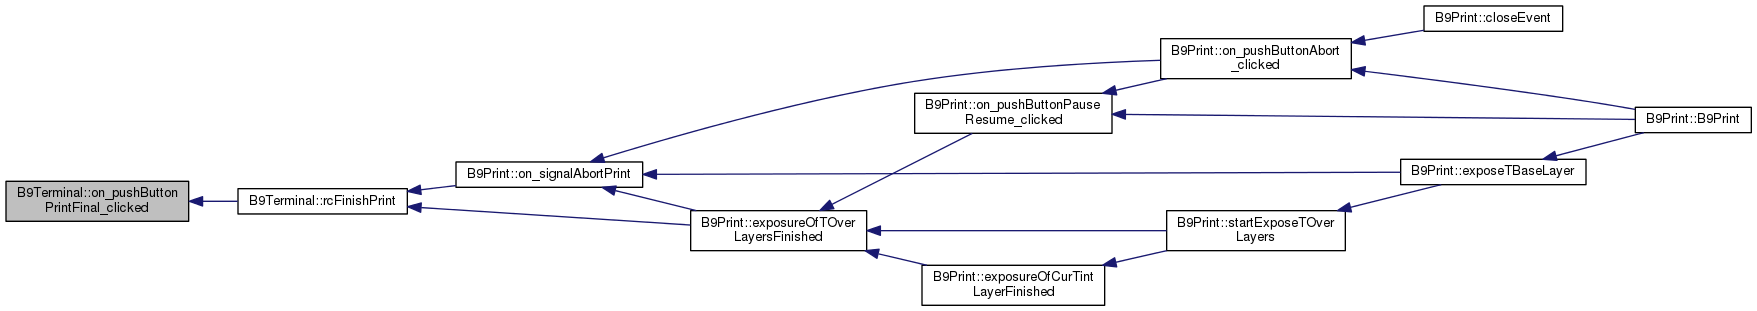 B9Print::closeEvent
B9Print::on_pushButtonAbort
_clicked
B9Print::on_pushButtonPause
Resume_clicked
B9Print::B9Print
B9Print::on_signalAbortPrint
B9Print::exposeTBaseLayer
B9Terminal::on_pushButton
PrintFinal_clicked
B9Terminal::rcFinishPrint
B9Print::exposureOfTOver
LayersFinished
B9Print::startExposeTOver
Layers
B9Print::exposureOfCurTint
LayerFinished